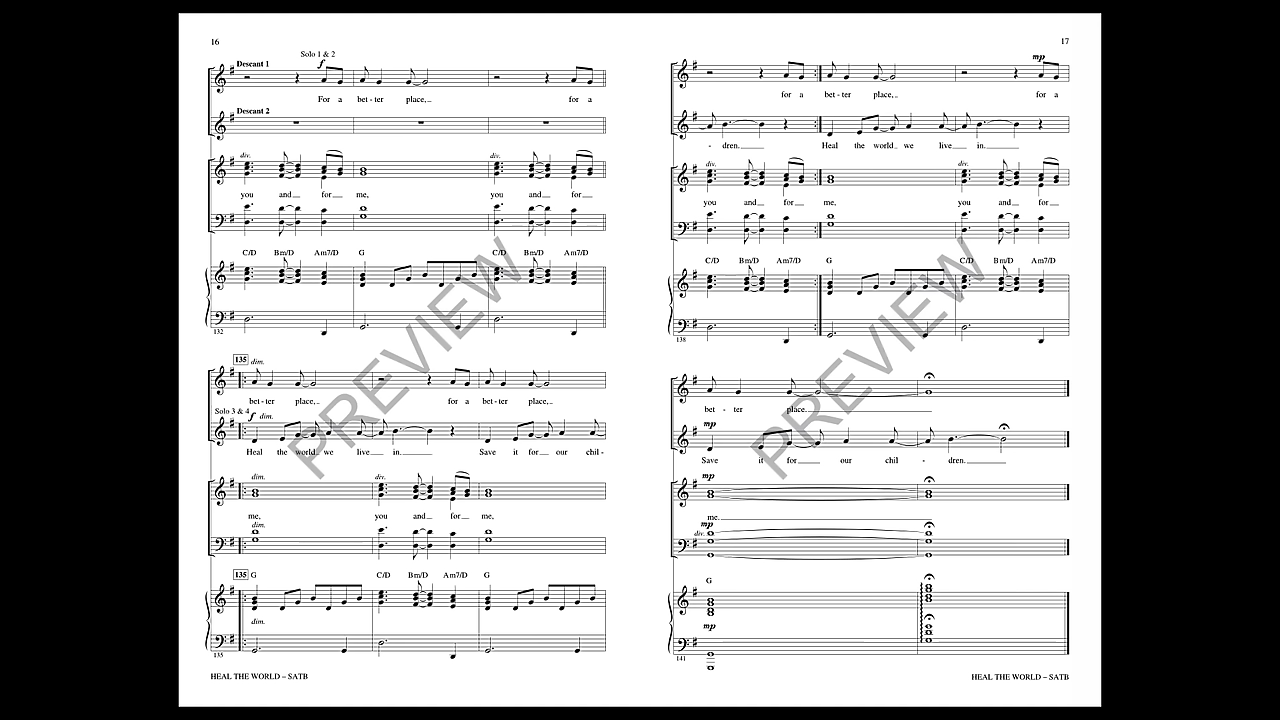 16
Solo 1 & 2
Descant 1
f
For a bet - ter place, for a
Descant 2
div. div.
you and for me, you and for
C/D Bm/D Am7/D G C/D Bm/D Am7/D
132
135 dim.
bet - ter place, for a bet - ter place,
Solo 3 & 4
f dim.
Heal the world we live in. Save it for our chil -
dim. div.
me, you and for me,
dim.
135 G C/D Bm/D Am7/D G
dim.
135
HEAL THE WORLD – SATB
17
mp
for a bet - ter place, for a
- dren. Heal the world we live in.
div. div.
you and for me, you and for
C/D Bm/D Am7/D G C/D Bm/D Am7/D
138
bet - ter place.
mp
Save it for our chil - dren.
mp
me.
mp
div.
G
mp
141
HEAL THE WORLD – SATB
PREVIEW
PREVIEW